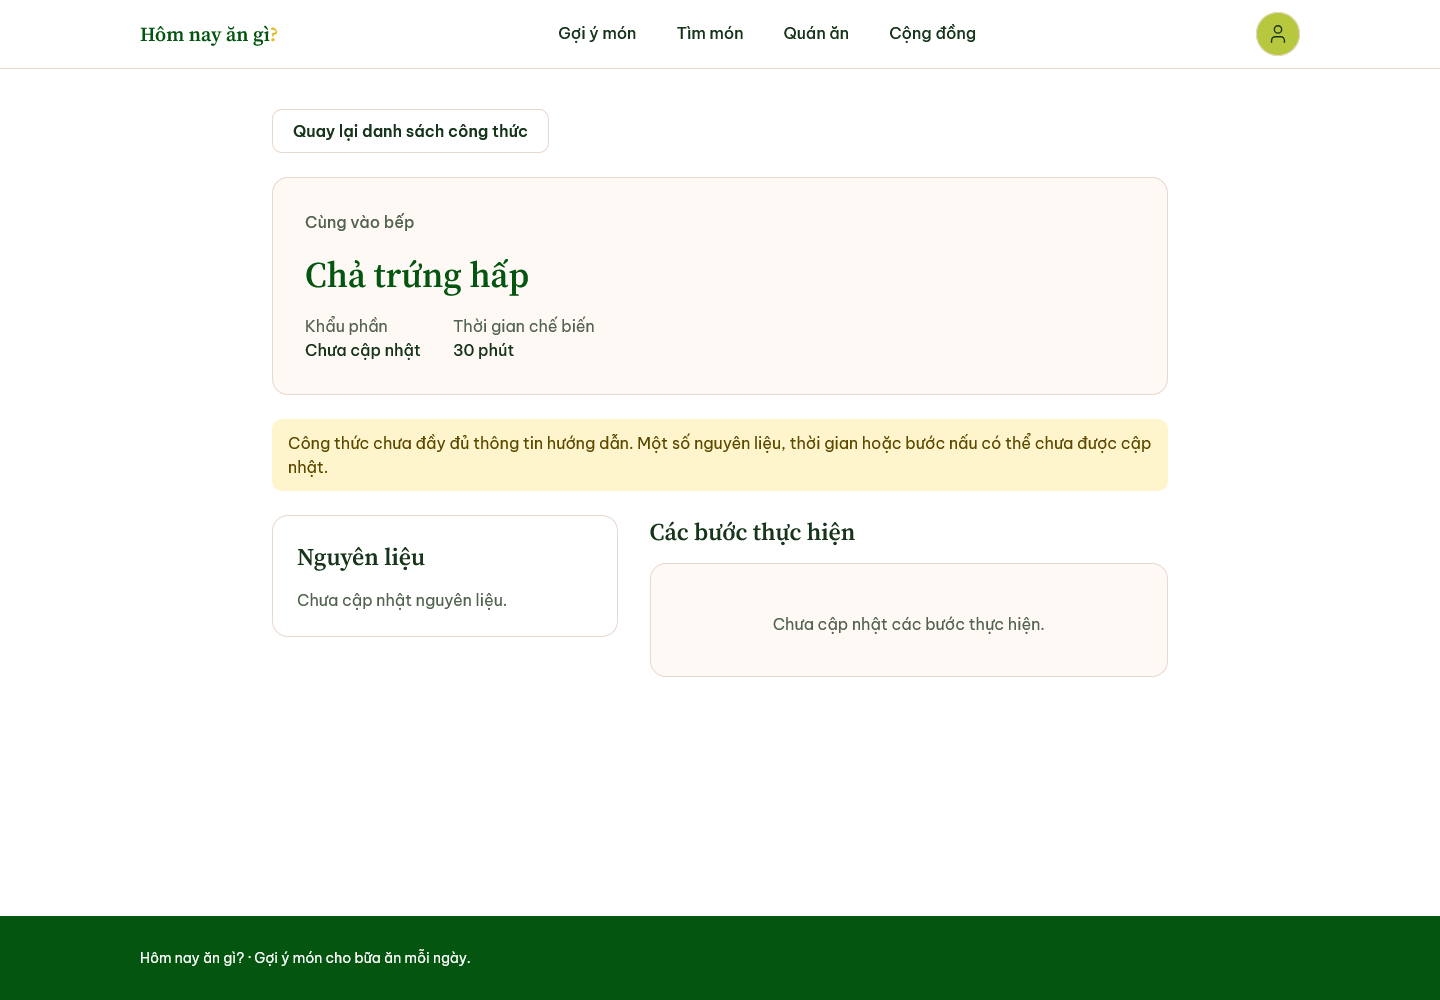 Hôm nay ăn gì?
Gợi ý món
Tìm món
Quán ăn
Cộng đồng
Quay lại danh sách công thức
Cùng vào bếp
Chả trứng hấp
Khẩu phần
Chưa cập nhật
Thời gian chế biến
30 phút
Công thức chưa đầy đủ thông tin hướng dẫn. Một số nguyên liệu, thời gian hoặc bước nấu có thể chưa được cập
nhật.
Nguyên liệu
Chưa cập nhật nguyên liệu.
Các bước thực hiện
Chưa cập nhật các bước thực hiện.
Hôm nay ăn gì? · Gợi ý món cho bữa ăn mỗi ngày.